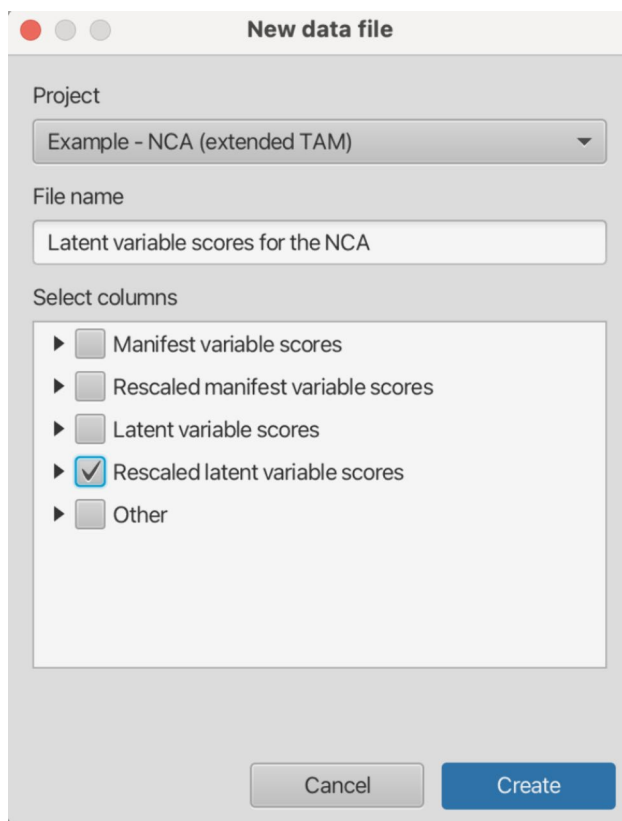 New data file
Project
Example - NCA (extended TAM)
File name
Latent variable scores for the NCA
Select columns
Manifest variable scores
Rescaled manifest variable scores
Latent variable scores
Rescaled latent variable scores
Other
Cancel Create